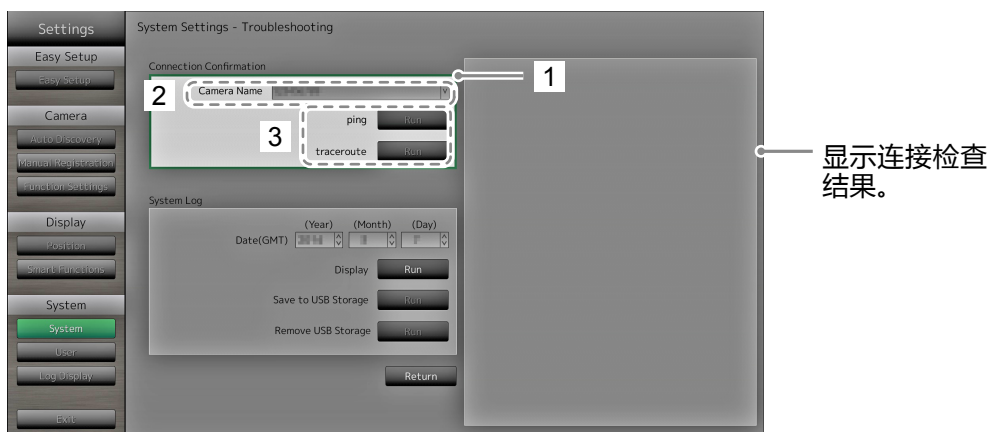 Settings
System Settings - Troubleshooting
Easy Setup
Easy Setup
Camera
Auto Discovery
Manual Registration
Function Settings
Display
Position
Smart Functions
System
System
User
Log Display
Exit
Connection Confirmation
1
2
Camera Name
3
ping Run
traceroute Run
System Log
(Year) (Month) (Day)
Date(GMT)
Display Run
Save to USB Storage Run
Remove USB Storage Run
Return
显示连接检查
结果。